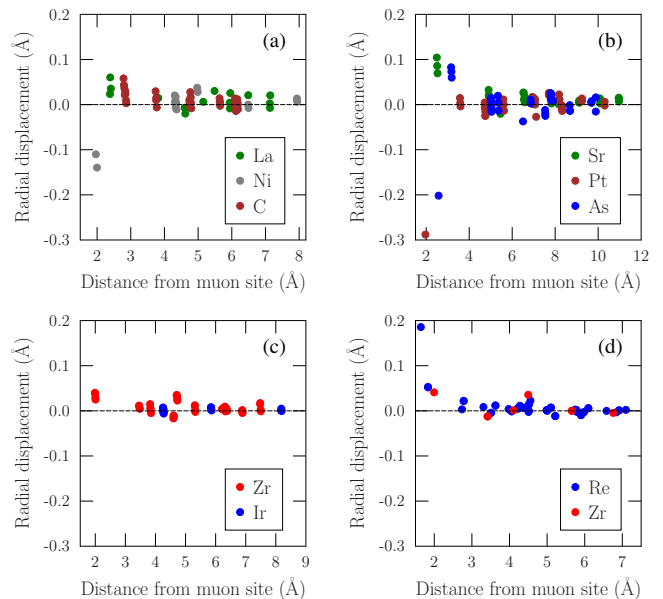 0.2
0.1
0.0
-0.1
-0.2
-0.3
Radial displacement (Å)
(a)
La
Ni
C
2 3 4 5 6 7 8
Distance from muon site (Å)
0.2
0.1
0.0
-0.1
-0.2
-0.3
Radial displacement (Å)
(b)
Sr
Pt
As
0 2 4 6 8 10 12
Distance from muon site (Å)
0.2
0.1
0.0
-0.1
-0.2
-0.3
Radial displacement (Å)
(c)
Zr
Ir
2 3 4 5 6 7 8 9
Distance from muon site (Å)
0.2
0.1
0.0
-0.1
-0.2
-0.3
Radial displacement (Å)
(d)
Re
Zr
2 3 4 5 6 7
Distance from muon site (Å)